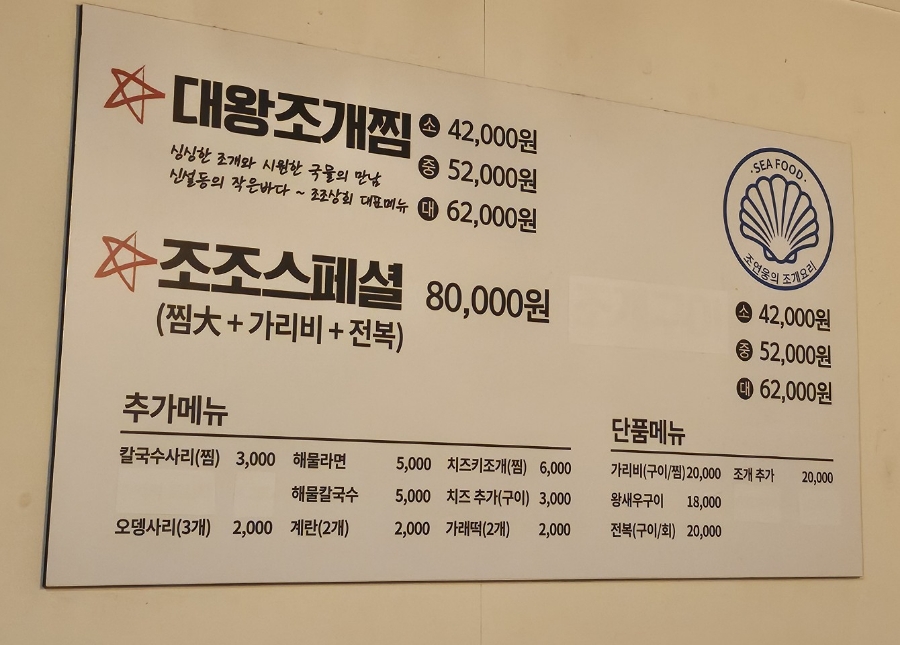 대왕조개찜
소 42,000원
중 52,000원
대 62,000원
싱싱한 조개와 시원한 국물의 만남
신설동의 작은바다 ~ 조조상회 대표메뉴
조조스페셜 80,000원
(찜大 + 가리비 + 전복)
·SEA FOOD·
조연웅의 조개요리
소 42,000원
중 52,000원
대 62,000원
추가메뉴
칼국수사리(찜) 3,000 해물라면 5,000 치즈키조개(찜) 6,000
해물칼국수 5,000 치즈 추가(구이) 3,000
오뎅사리(3개) 2,000 계란(2개) 2,000 가래떡(2개) 2,000
단품메뉴
가리비(구이/찜) 20,000 조개 추가 20,000
왕새우구이 18,000
전복(구이/회) 20,000